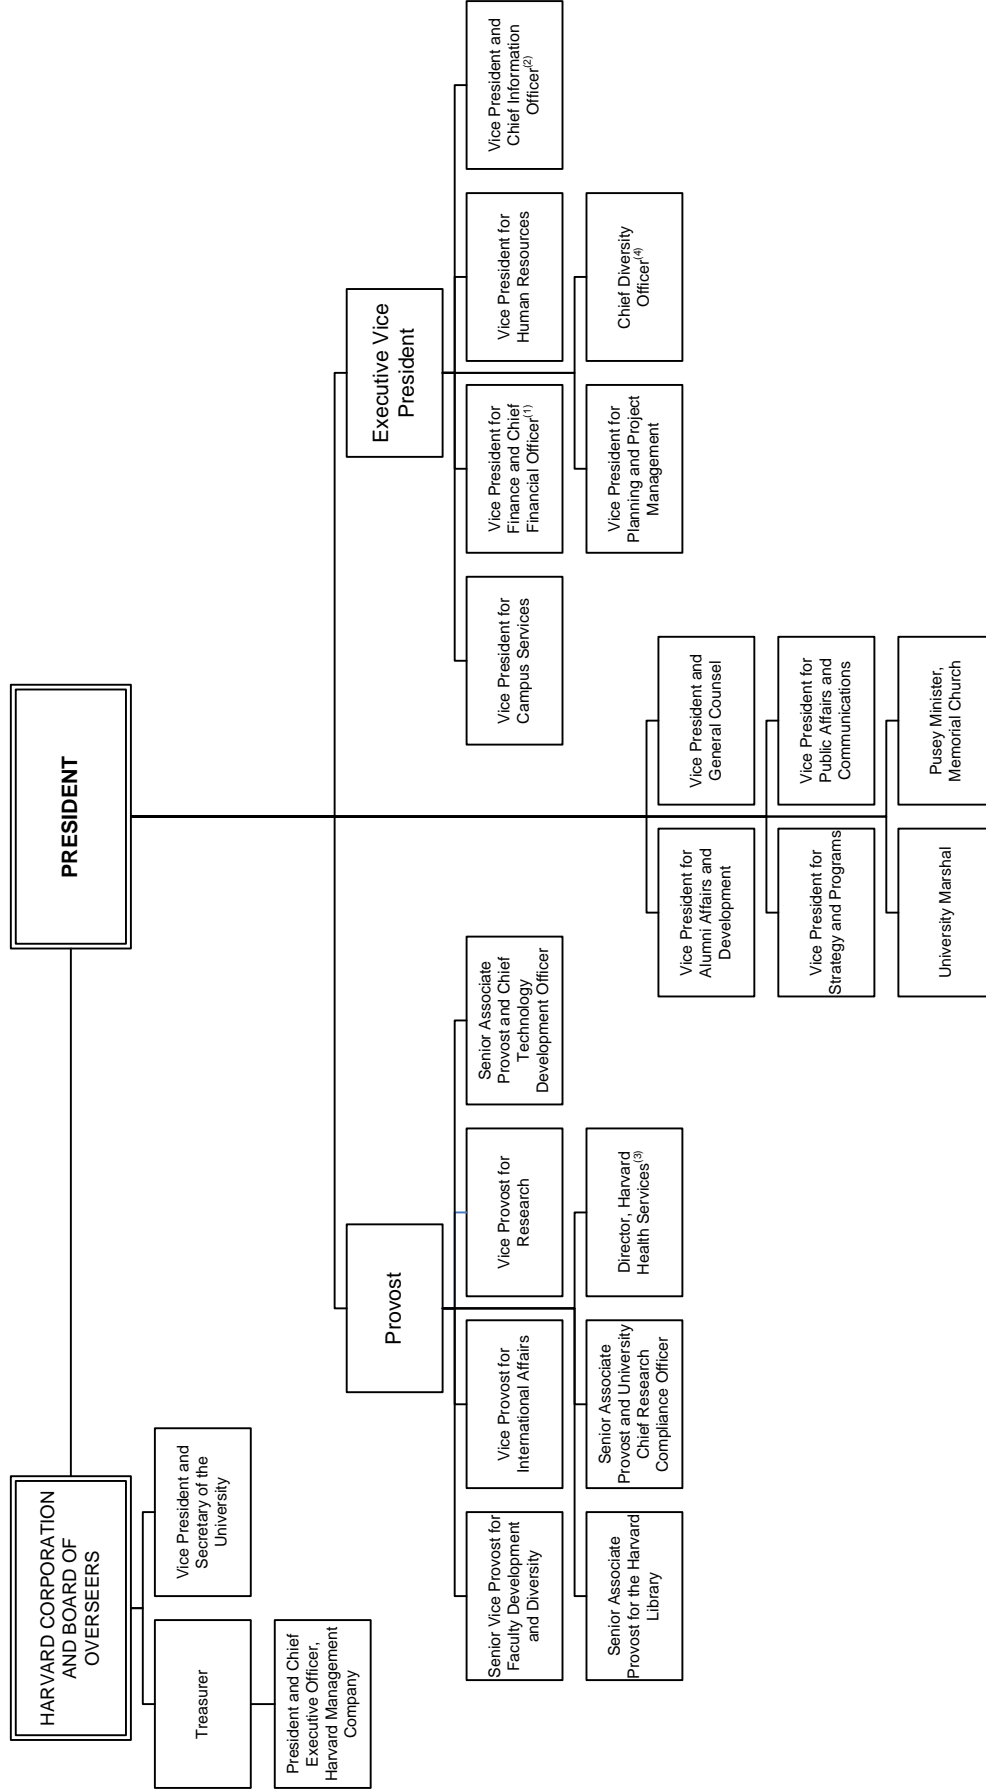 HARVARD CORPORATION
AND BOARD OF
OVERSEERS
PRESIDENT
Treasurer
Vice President and
Secretary of the
University
President and Chief
Executive Officer,
Harvard Management
Company
Provost
Executive Vice
President
Senior Vice Provost for
Faculty Development
and Diversity
Vice Provost for
International Affairs
Vice Provost for
Research
Senior Associate
Provost and Chief
Technology
Development Officer
Vice President for
Campus Services
Vice President for
Finance and Chief
Financial Officer(1)
Vice President for
Human Resources
Vice President and
Chief Information
Officer(2)
Senior Associate
Provost for the Harvard
Library
Senior Associate
Provost and University
Chief Research
Compliance Officer
Director, Harvard
Health Services(3)
Vice President for
Planning and Project
Management
Chief Diversity
Officer(4)
Vice President for
Alumni Affairs and
Development
Vice President and
General Counsel
Vice President for
Strategy and Programs
Vice President for
Public Affairs and
Communications
University Marshal
Pusey Minister,
Memorial Church